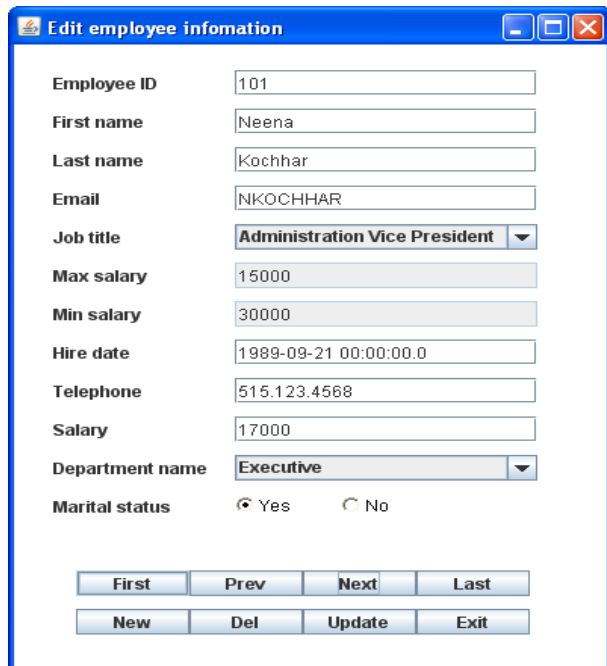 Edit employee infomation
Employee ID 101
First name Neena
Last name Kochhar
Email NKOCHHAR
Job title Administration Vice President
Max salary 15000
Min salary 30000
Hire date 1989-09-21 00:00:00.0
Telephone 515.123.4568
Salary 17000
Department name Executive
Marital status Yes No
First Prev Next Last
New Del Update Exit